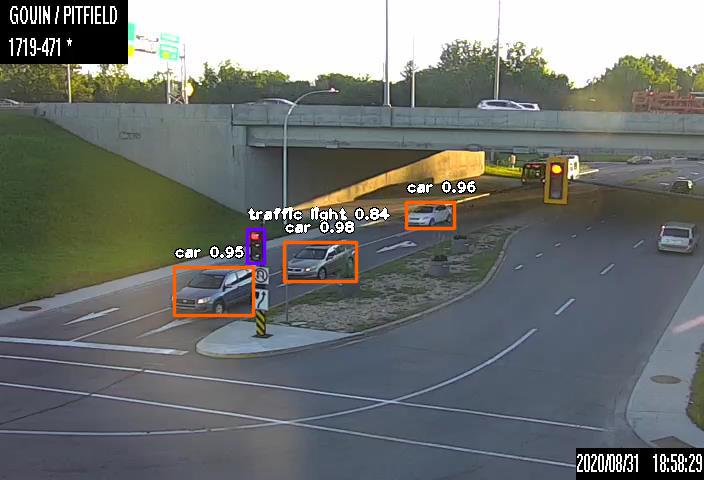 GOUIN / PITFIELD
1719-471 *
car 0.96
traffic light 0.84
car 0.98
car 0.95
2020/08/31 18:58:29